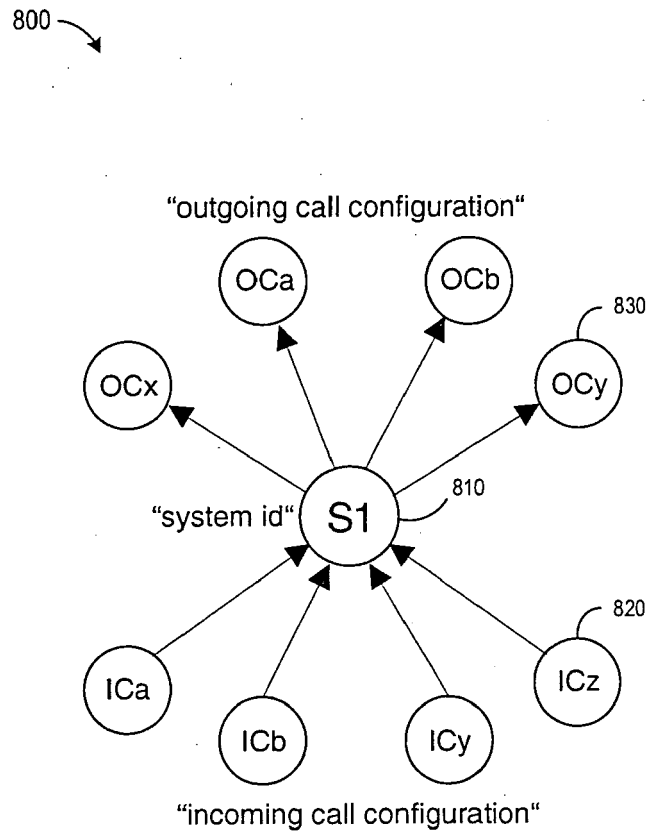 800
"outgoing call configuration"
OCa
OCb
830
OCx
OCy
"system id"
S1
810
820
ICa
ICz
ICb
ICy
"incoming call configuration"